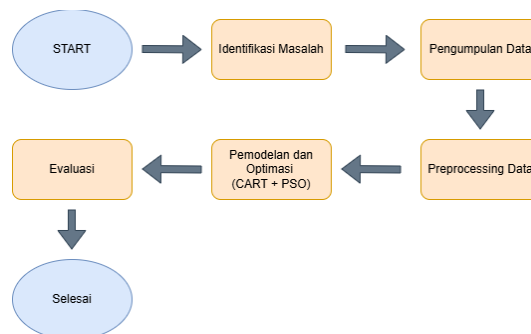 START
Identifikasi Masalah
Pengumpulan Data
Preprocessing Data
Pemodelan dan
Optimasi
(CART + PSO)
Evaluasi
Selesai